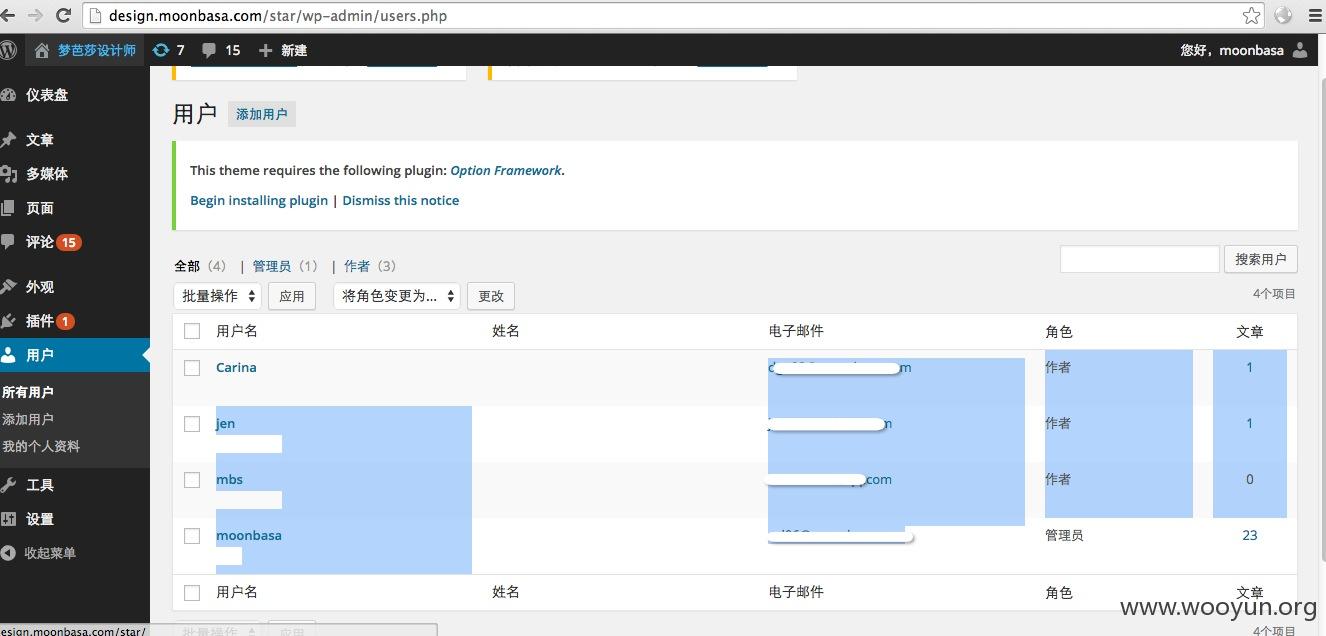 design.moonbasa.com/star/wp-admin/users.php
梦芭莎设计师 7 15 新建 您好，moonbasa
仪表盘
文章
多媒体
页面
评论 15
外观
插件 1
用户
所有用户
添加用户
我的个人资料
工具
设置
收起菜单
用户 添加用户
This theme requires the following plugin: Option Framework.
Begin installing plugin | Dismiss this notice
全部 （4） | 管理员 （1） | 作者 （3）
搜索用户
批量操作 应用 将角色变更为... 更改
4个项目
用户名 姓名 电子邮件 角色 文章
Carina 作者 1
jen 作者 1
mbs .com 作者 0
moonbasa 管理员 23
用户名 姓名 电子邮件 角色 文章
www.wooyun.org
esign.moonbasa.com/star/
批量操作 应用
4个项目